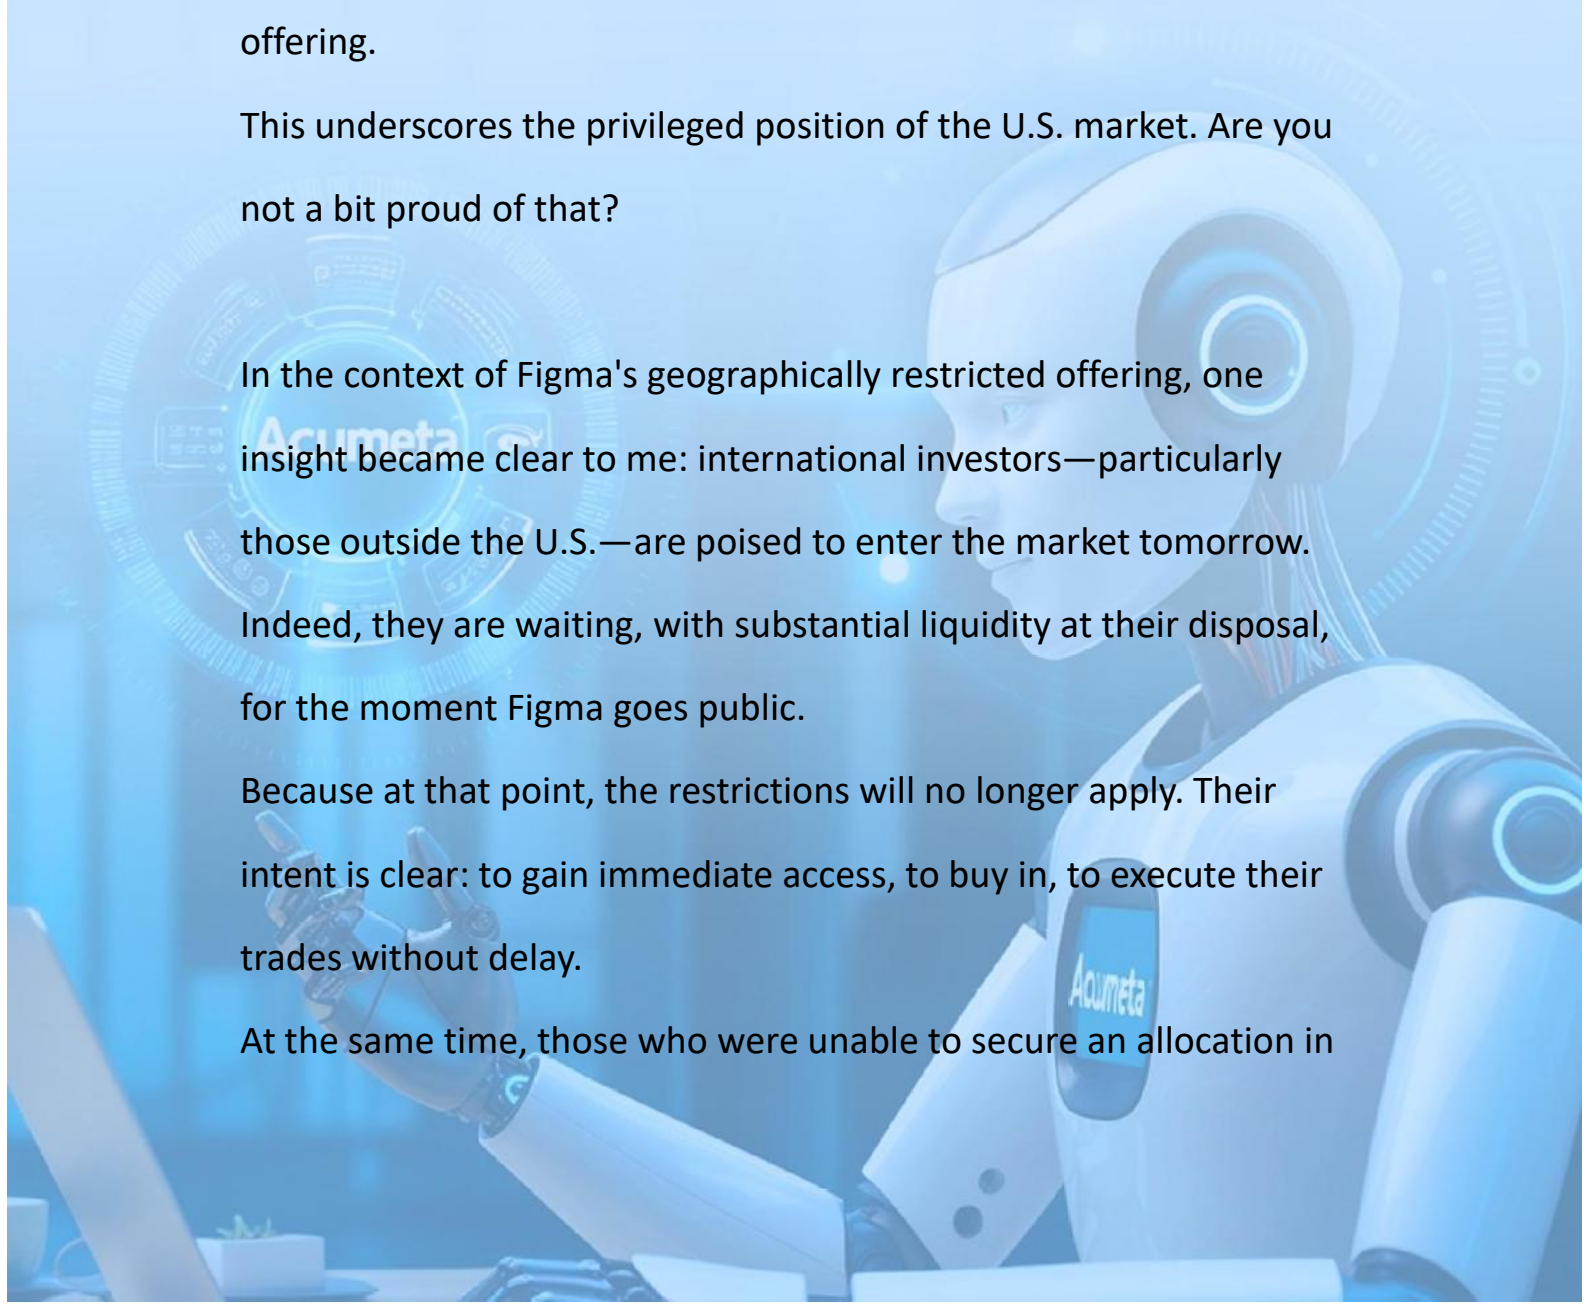 offering.
This underscores the privileged position of the U.S. market. Are you
not a bit proud of that?
In the context of Figma's geographically restricted offering, one
Acumeta
insight became clear to me: international investors—particularly
those outside the U.S.—are poised to enter the market tomorrow.
Indeed, they are waiting, with substantial liquidity at their disposal,
for the moment Figma goes public.
Because at that point, the restrictions will no longer apply. Their
intent is clear: to gain immediate access, to buy in, to execute their
trades without delay.
Acumeta
At the same time, those who were unable to secure an allocation in